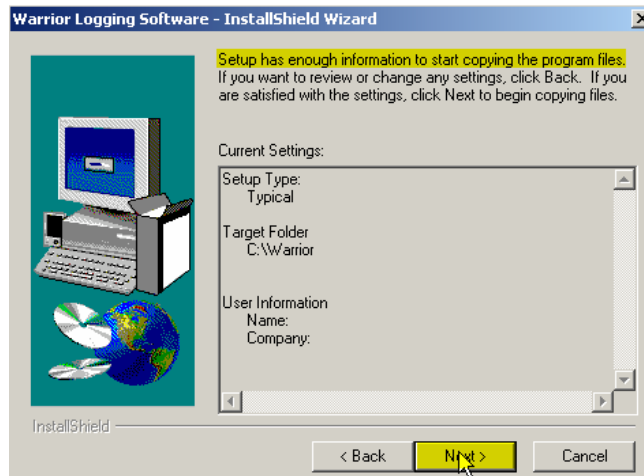 Warrior Logging Software - InstallShield Wizard
Setup has enough information to start copying the program files.
If you want to review or change any settings, click Back. If you
are satisfied with the settings, click Next to begin copying files.
Current Settings:
Setup Type:
Typical
Target Folder
C:\Warrior
User Information
Name:
Company:
InstallShield
< Back
Next >
Cancel